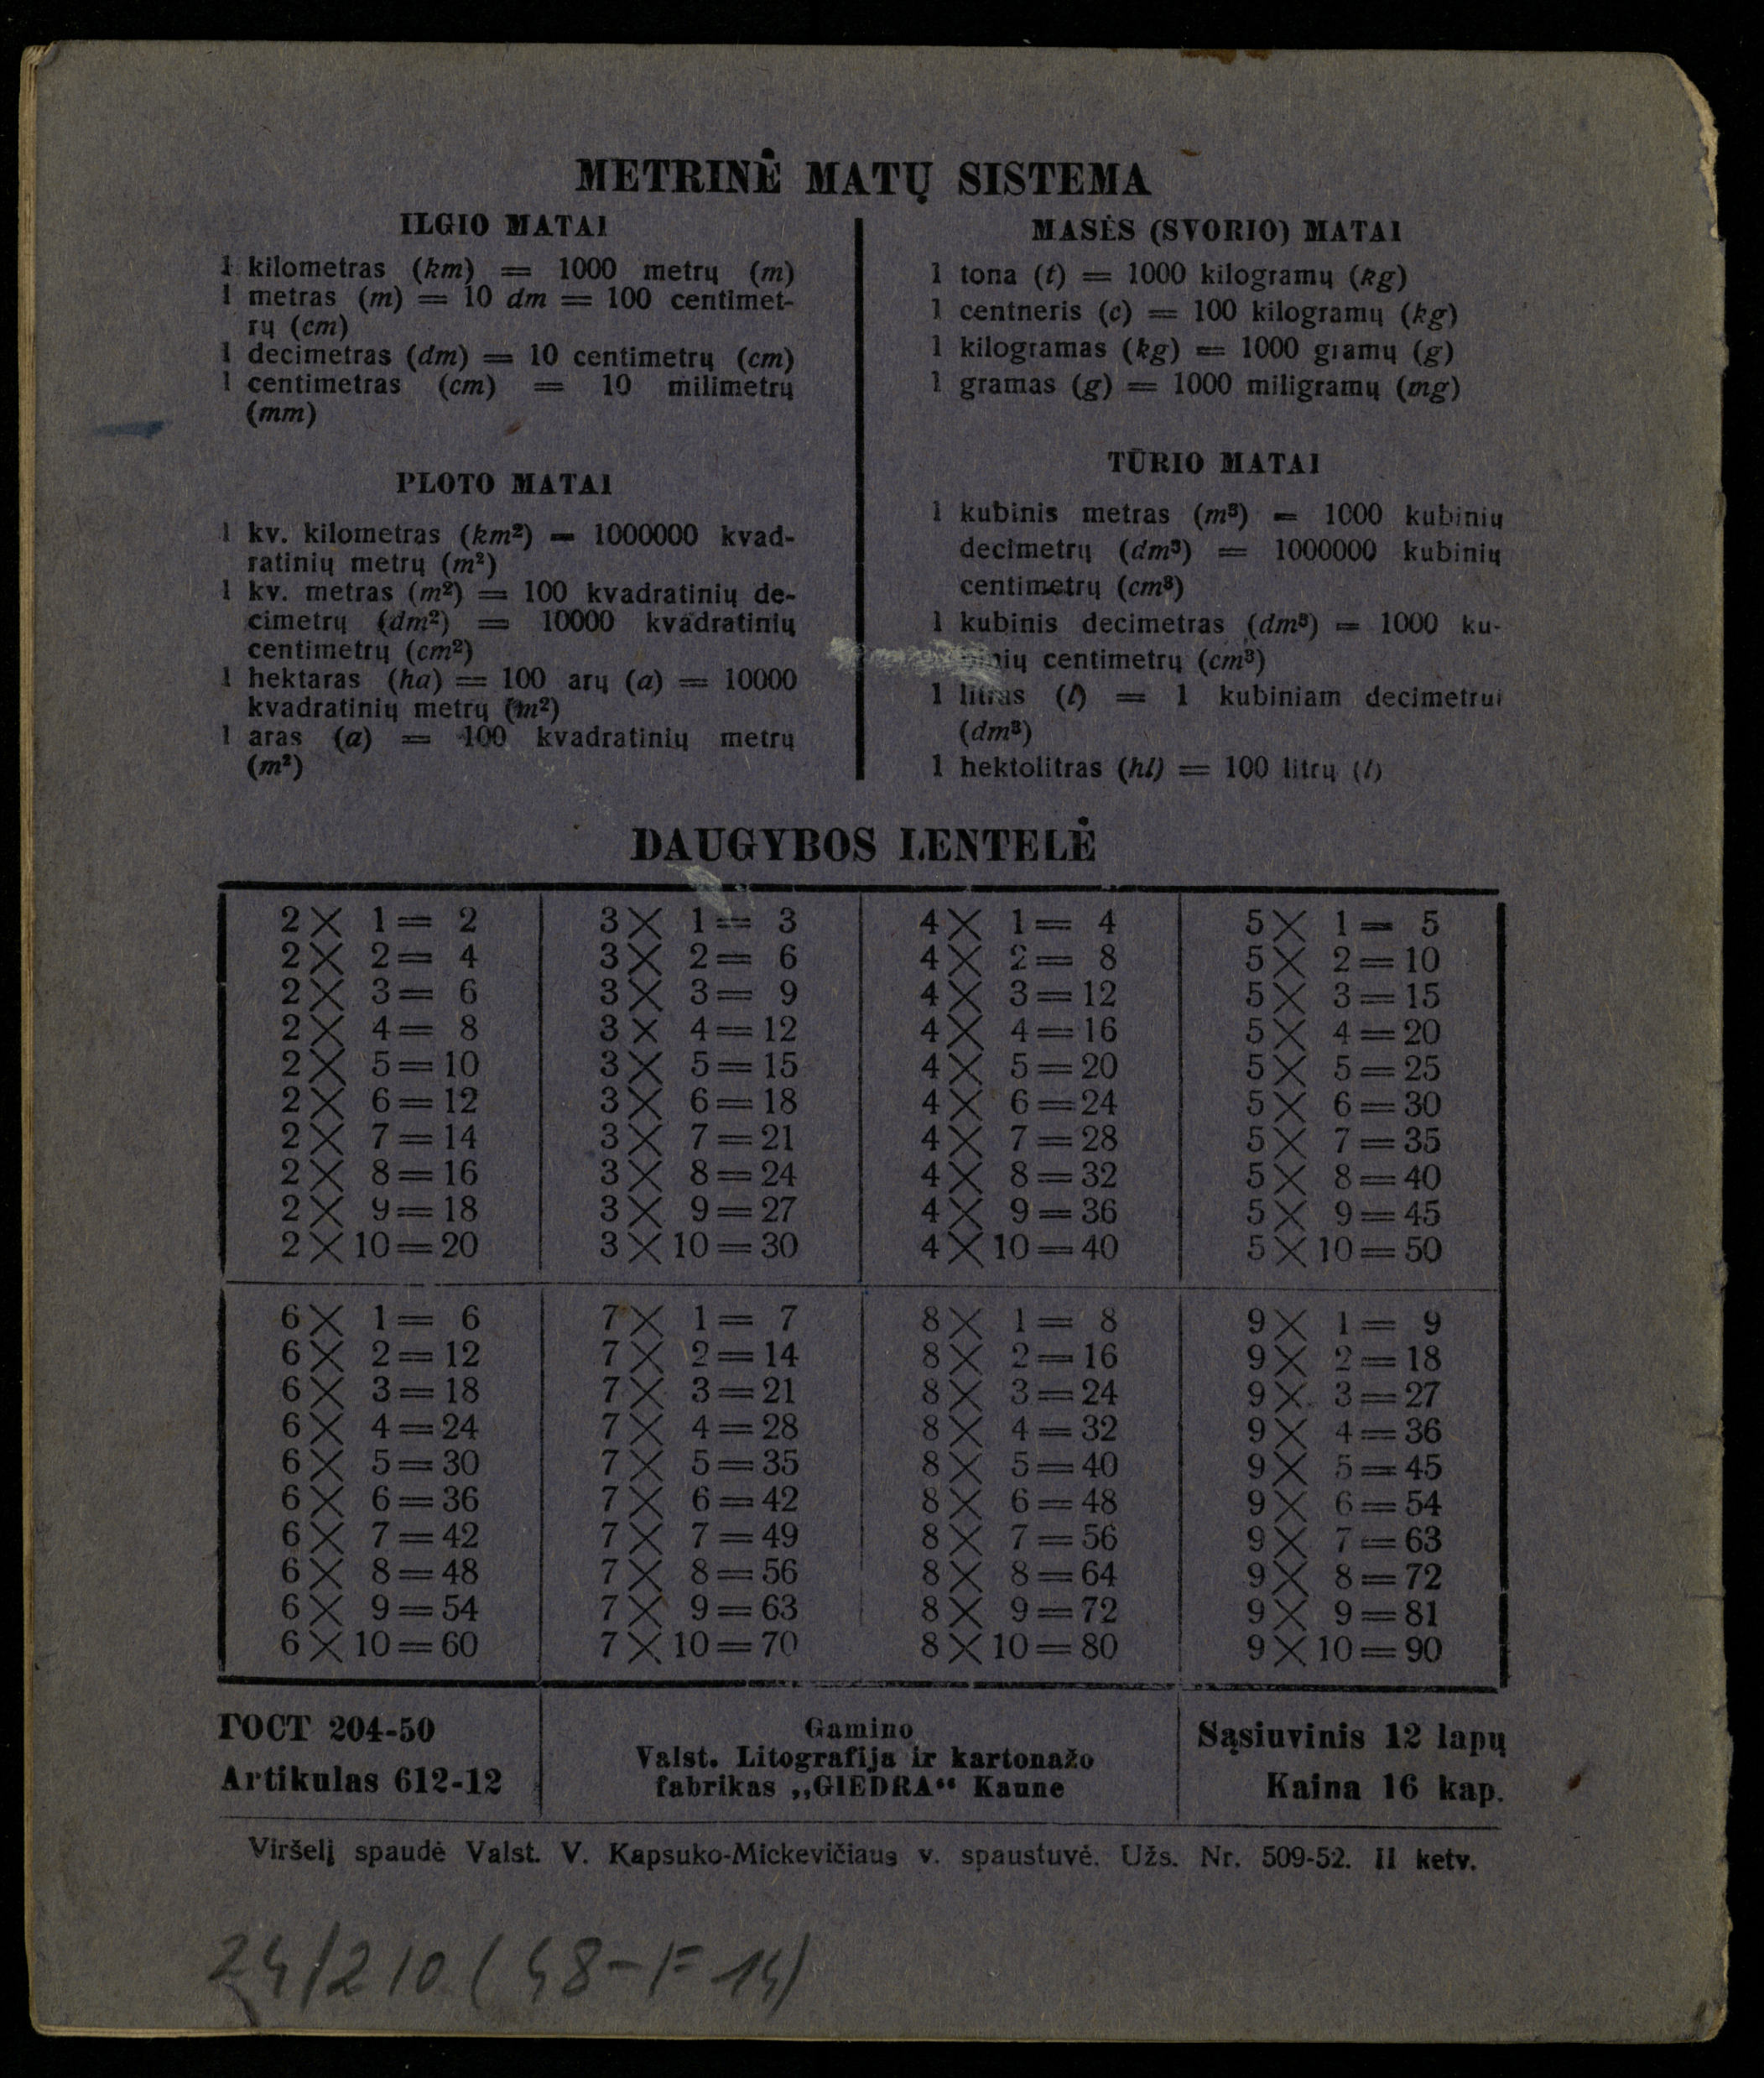 METRINĖ MATŲ SISTEMA
ILGIO MATAI
1 kilometras (km) = 1000 metrų (m)
1 metras (m) = 10 dm = 100 centimet-
rų (cm)
1 decimetras (dm) = 10 centimetrų (cm)
1 centimetras (cm) = 10 milimetrų
(mm)
PLOTO MATAI
1 kv. kilometras (km²) = 1000000 kvad-
ratinių metrų (m²)
1 kv. metras (m²) = 100 kvadratinių de-
cimetrų (dm²) = 10000 kvadratinių
centimetrų (cm²)
1 hektaras (ha) = 100 arų (a) = 10000
kvadratinių metrų (m²)
1 aras (a) = 100 kvadratinių metrų
(m²)
MASĖS (SVORIO) MATAI
1 tona (t) = 1000 kilogramų (kg)
1 centneris (c) = 100 kilogramų (kg)
1 kilogramas (kg) = 1000 gramų (g)
1 gramas (g) = 1000 miligramų (mg)
TŪRIO MATAI
1 kubinis metras (m³) = 1000 kubinių
decimetrų (dm³) = 1000000 kubinių
centimetrų (cm³)
1 kubinis decimetras (dm³) = 1000 ku-
binių centimetrų (cm³)
1 litras (l) = 1 kubiniam decimetrui
(dm³)
1 hektolitras (hl) = 100 litrų (l)
DAUGYBOS LENTELĖ
2 × 1 = 2
2 × 2 = 4
2 × 3 = 6
2 × 4 = 8
2 × 5 = 10
2 × 6 = 12
2 × 7 = 14
2 × 8 = 16
2 × 9 = 18
2 × 10 = 20
3 × 1 = 3
3 × 2 = 6
3 × 3 = 9
3 × 4 = 12
3 × 5 = 15
3 × 6 = 18
3 × 7 = 21
3 × 8 = 24
3 × 9 = 27
3 × 10 = 30
4 × 1 = 4
4 × 2 = 8
4 × 3 = 12
4 × 4 = 16
4 × 5 = 20
4 × 6 = 24
4 × 7 = 28
4 × 8 = 32
4 × 9 = 36
4 × 10 = 40
5 × 1 = 5
5 × 2 = 10
5 × 3 = 15
5 × 4 = 20
5 × 5 = 25
5 × 6 = 30
5 × 7 = 35
5 × 8 = 40
5 × 9 = 45
5 × 10 = 50
6 × 1 = 6
6 × 2 = 12
6 × 3 = 18
6 × 4 = 24
6 × 5 = 30
6 × 6 = 36
6 × 7 = 42
6 × 8 = 48
6 × 9 = 54
6 × 10 = 60
7 × 1 = 7
7 × 2 = 14
7 × 3 = 21
7 × 4 = 28
7 × 5 = 35
7 × 6 = 42
7 × 7 = 49
7 × 8 = 56
7 × 9 = 63
7 × 10 = 70
8 × 1 = 8
8 × 2 = 16
8 × 3 = 24
8 × 4 = 32
8 × 5 = 40
8 × 6 = 48
8 × 7 = 56
8 × 8 = 64
8 × 9 = 72
8 × 10 = 80
9 × 1 = 9
9 × 2 = 18
9 × 3 = 27
9 × 4 = 36
9 × 5 = 45
9 × 6 = 54
9 × 7 = 63
9 × 8 = 72
9 × 9 = 81
9 × 10 = 90
ГОСТ 204-50
Artikulas 612-12
Gamino
Valst. Litografija ir kartonažo
fabrikas „GIEDRA“ Kaune
Sąsiuvinis 12 lapų
Kaina 16 kap.
Viršelį spaudė Valst. V. Kapsuko-Mickevičiaus v. spaustuvė. Užs. Nr. 509-52. II ketv.
24/210 (48-F14)